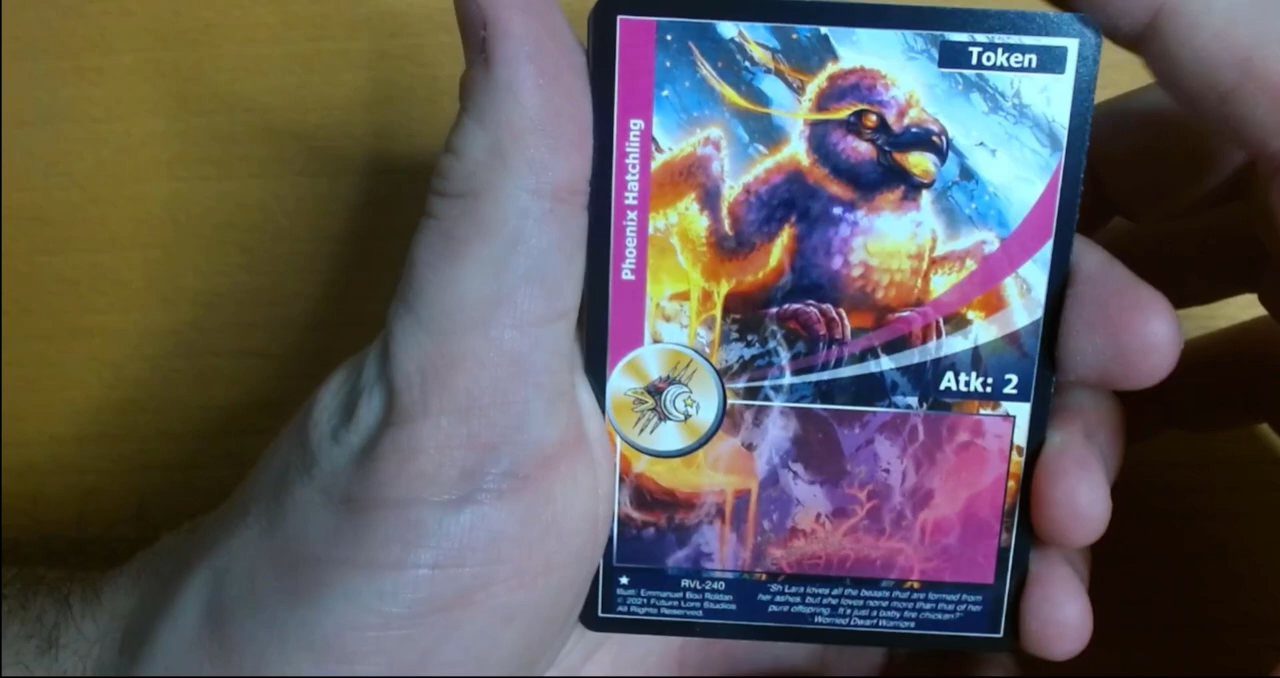 Token
Phoenix Hatchling
Atk: 2
RVL-240
Illust: Emmanuel Bou Roldan
© 2021 Future Lore Studios
All Rights Reserved.
"Sh'Lara loves all the beasts that are formed from
her ashes, but she loves none more than that of her
pure offspring...It's just a baby fire chicken?"
- Worried Dwarf Warriors